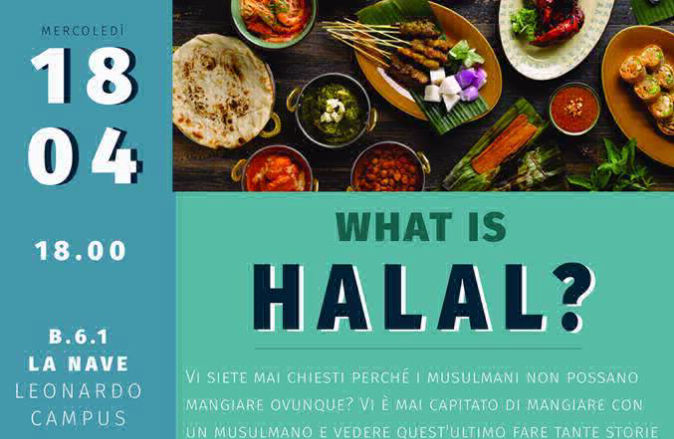 MERCOLEDÌ
18
04
18.00
B.6.1
LA NAVE
LEONARDO
CAMPUS
WHAT IS
HALAL?
VI SIETE MAI CHIESTI PERCHÉ I MUSULMANI NON POSSANO
MANGIARE OVUNQUE? VI È MAI CAPITATO DI MANGIARE CON
UN MUSULMANO E VEDERE QUEST'ULTIMO FARE TANTE STORIE